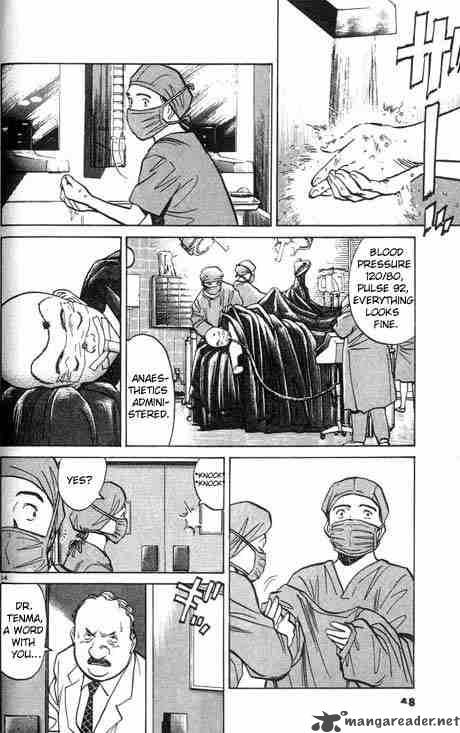 BLOOD
PRESSURE
120/80,
PULSE 92,
EVERYTHING
LOOKS
FINE.
ANAES-
THETICS
ADMINI-
STERED.
YES?
*KNOCK*
*KNOCK*
DR.
TENMA,
A WORD
WITH
YOU...
48
mangareader.net